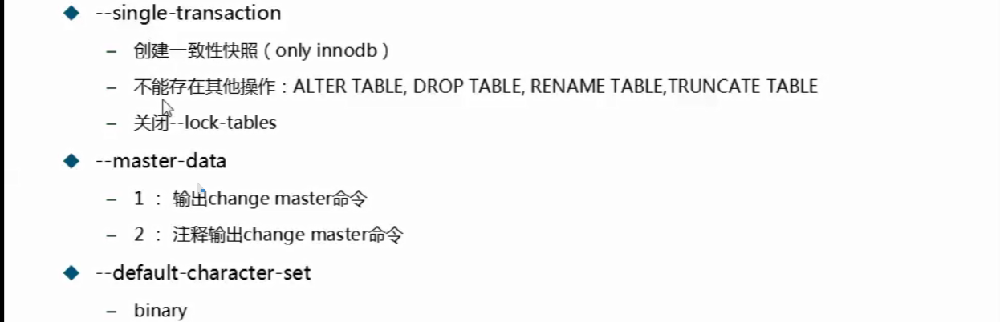 --single-transaction
– 创建一致性快照（only innodb）
– 不能存在其他操作：ALTER TABLE, DROP TABLE, RENAME TABLE,TRUNCATE TABLE
– 关闭--lock-tables
--master-data
– 1 ： 输出change master命令
– 2 ： 注释输出change master命令
--default-character-set
– binary